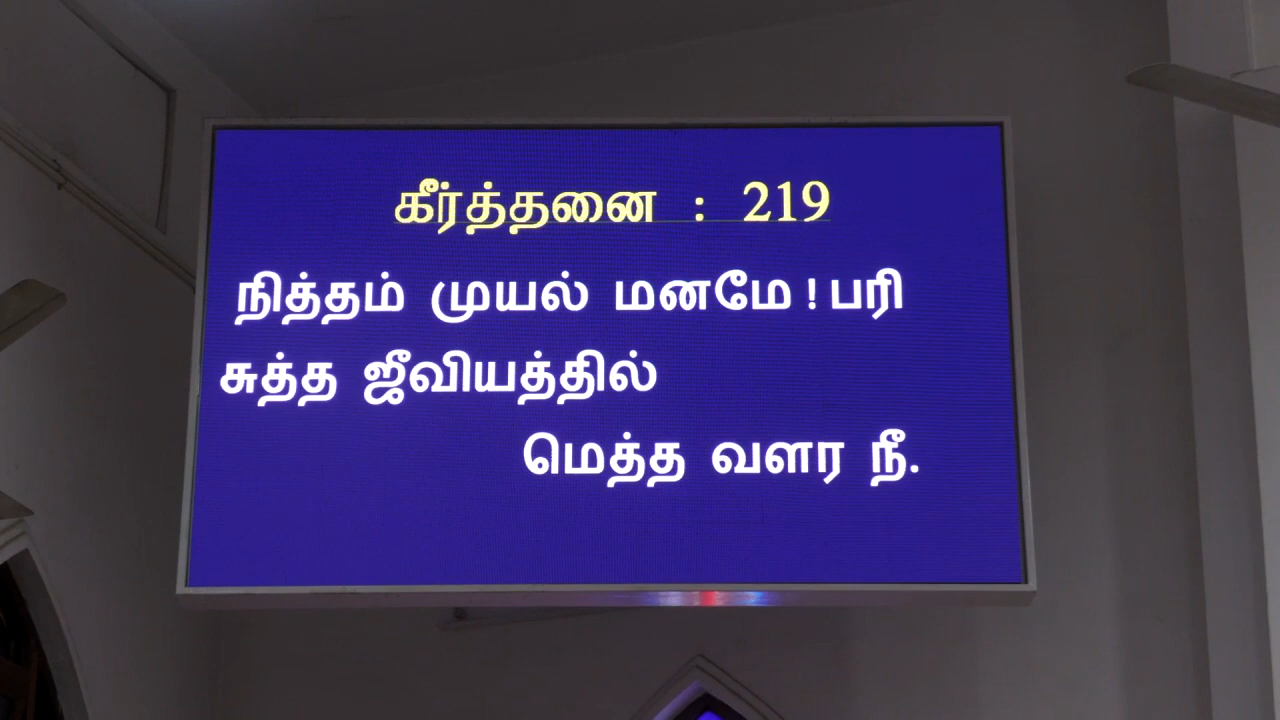 கீர்த்தனை : 219
நித்தம் முயல் மனமே ! பரி
சுத்த ஜீவியத்தில்
மெத்த வளர நீ.